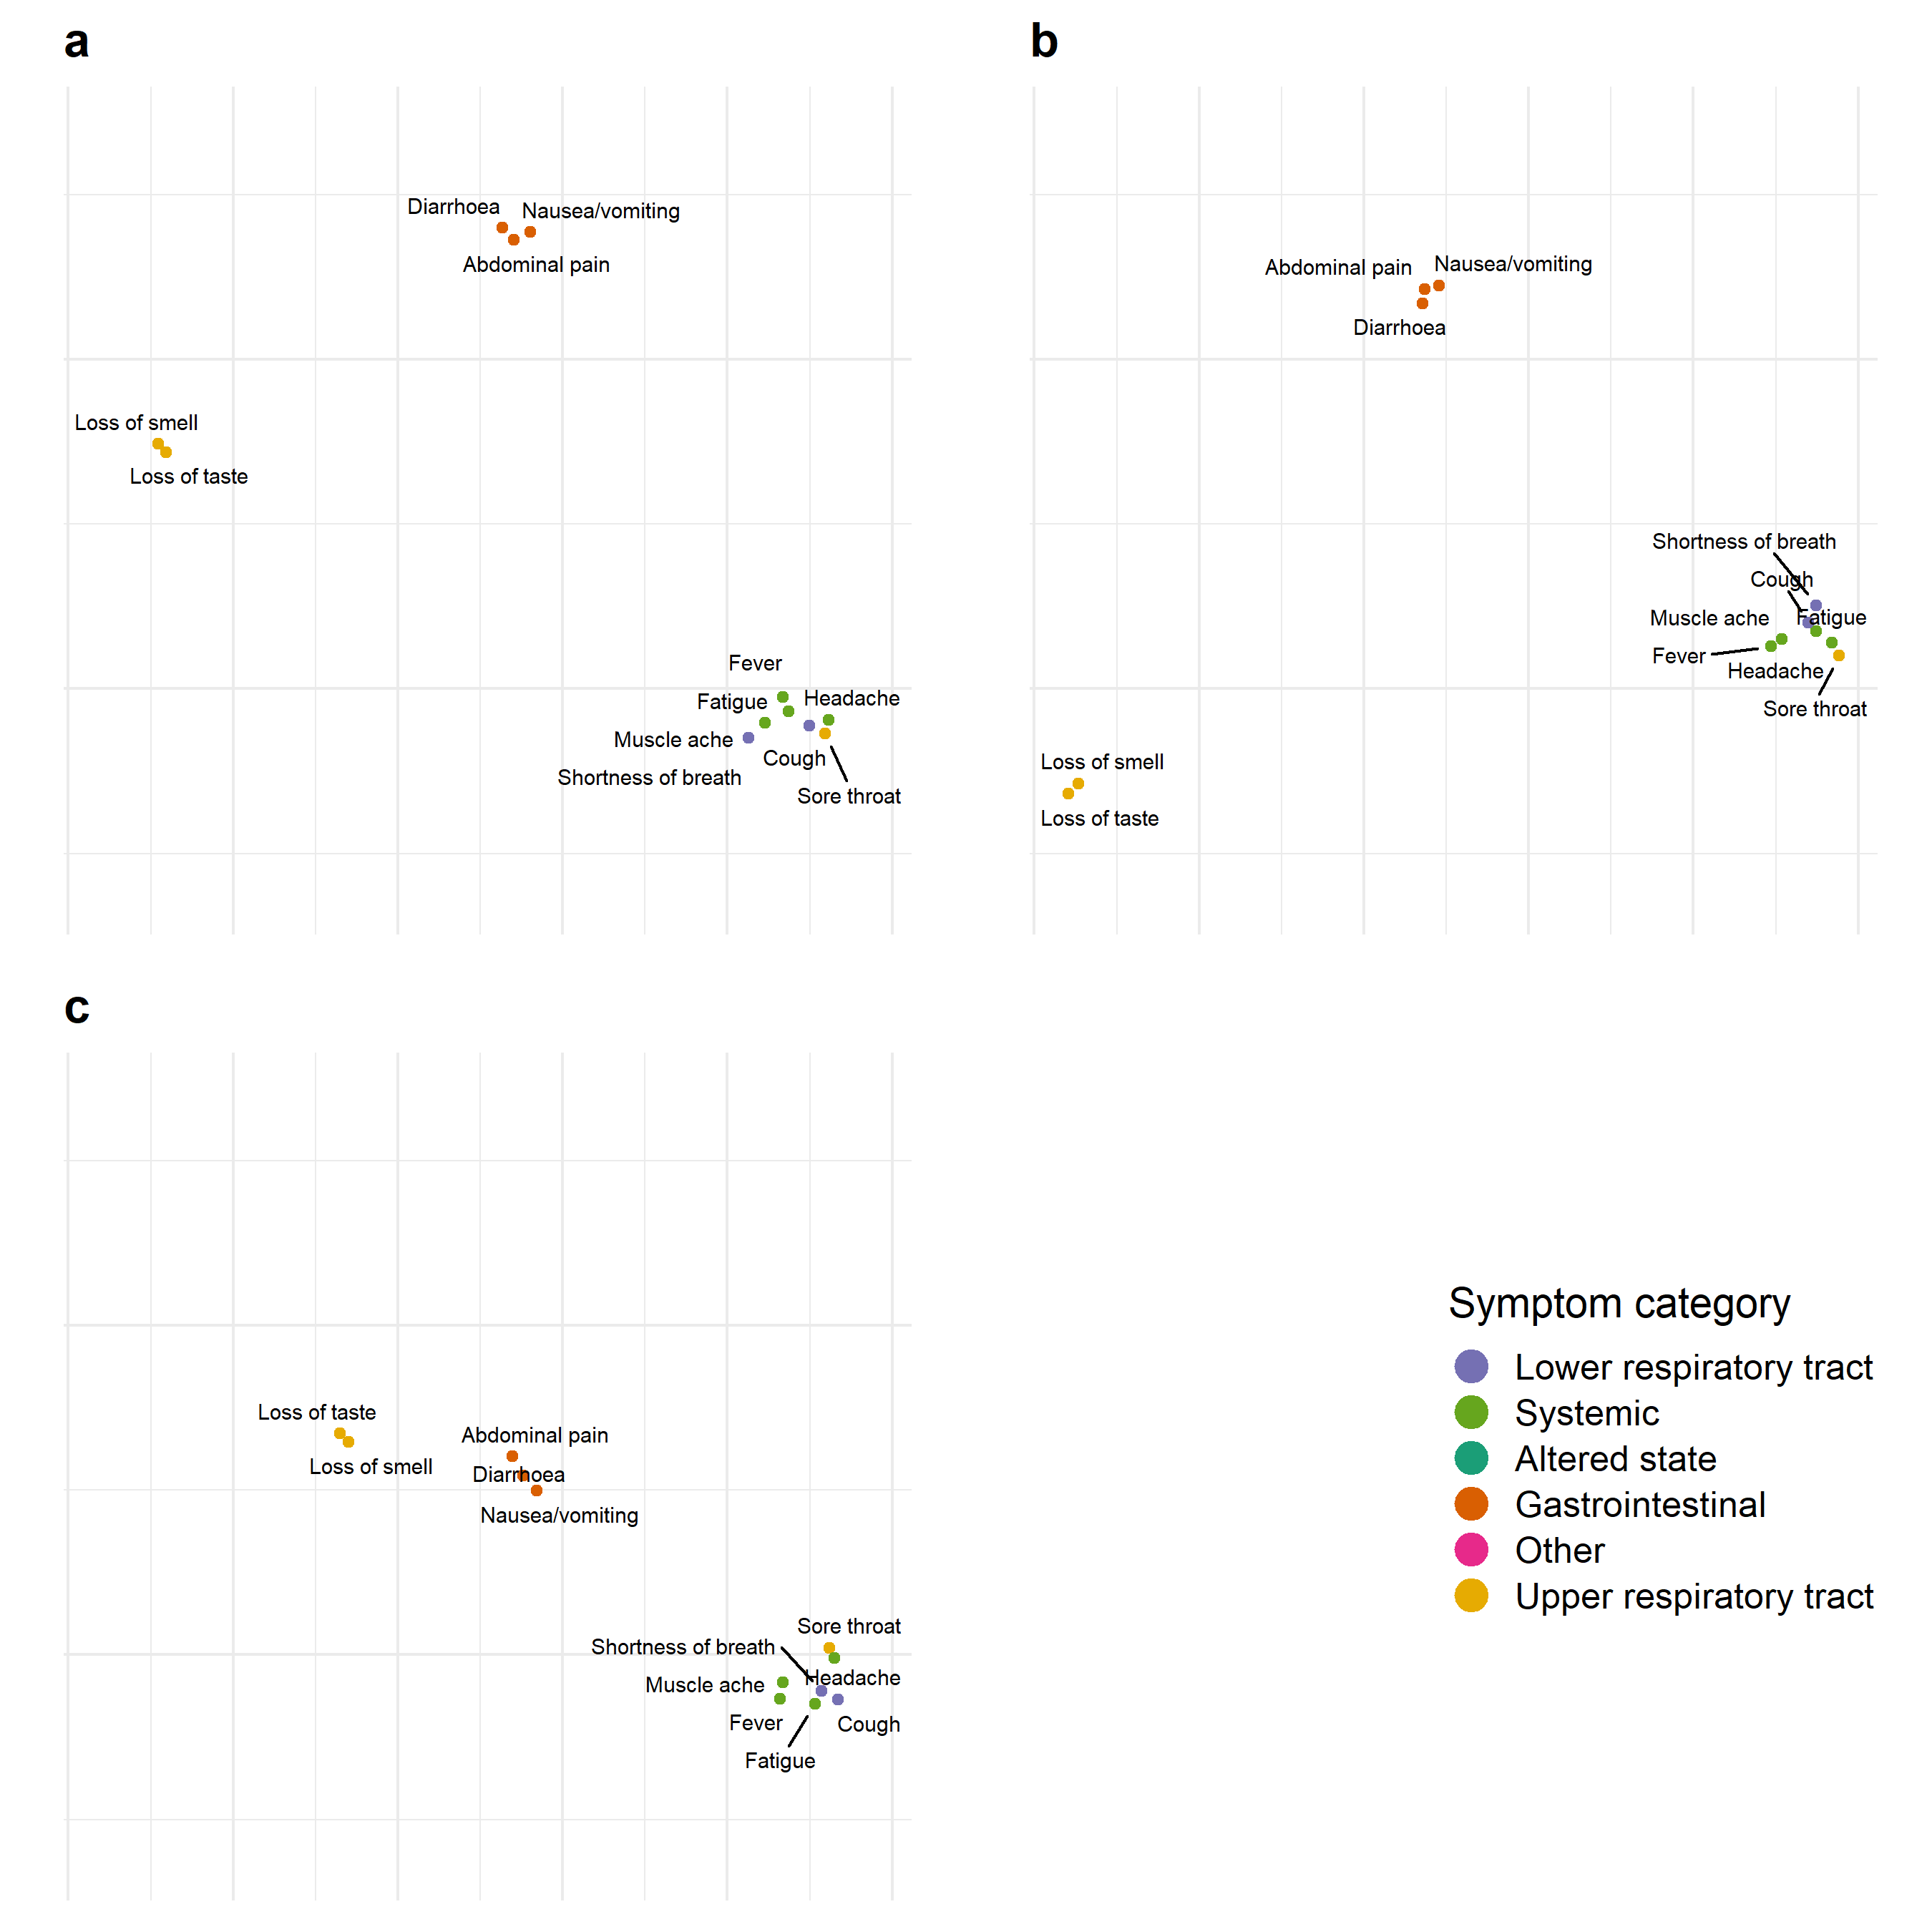 a
Diarrhoea
Nausea/vomiting
Abdominal pain
Loss of smell
Loss of taste
Fever
Fatigue
Headache
Muscle ache
Cough
Shortness of breath
Sore throat
b
Abdominal pain
Nausea/vomiting
Diarrhoea
Shortness of breath
Cough
Muscle ache
Fatigue
Fever
Headache
Sore throat
Loss of smell
Loss of taste
c
Loss of taste
Loss of smell
Abdominal pain
Diarrhoea
Nausea/vomiting
Sore throat
Shortness of breath
Headache
Muscle ache
Fever
Cough
Fatigue
Symptom category
Lower respiratory tract
Systemic
Altered state
Gastrointestinal
Other
Upper respiratory tract